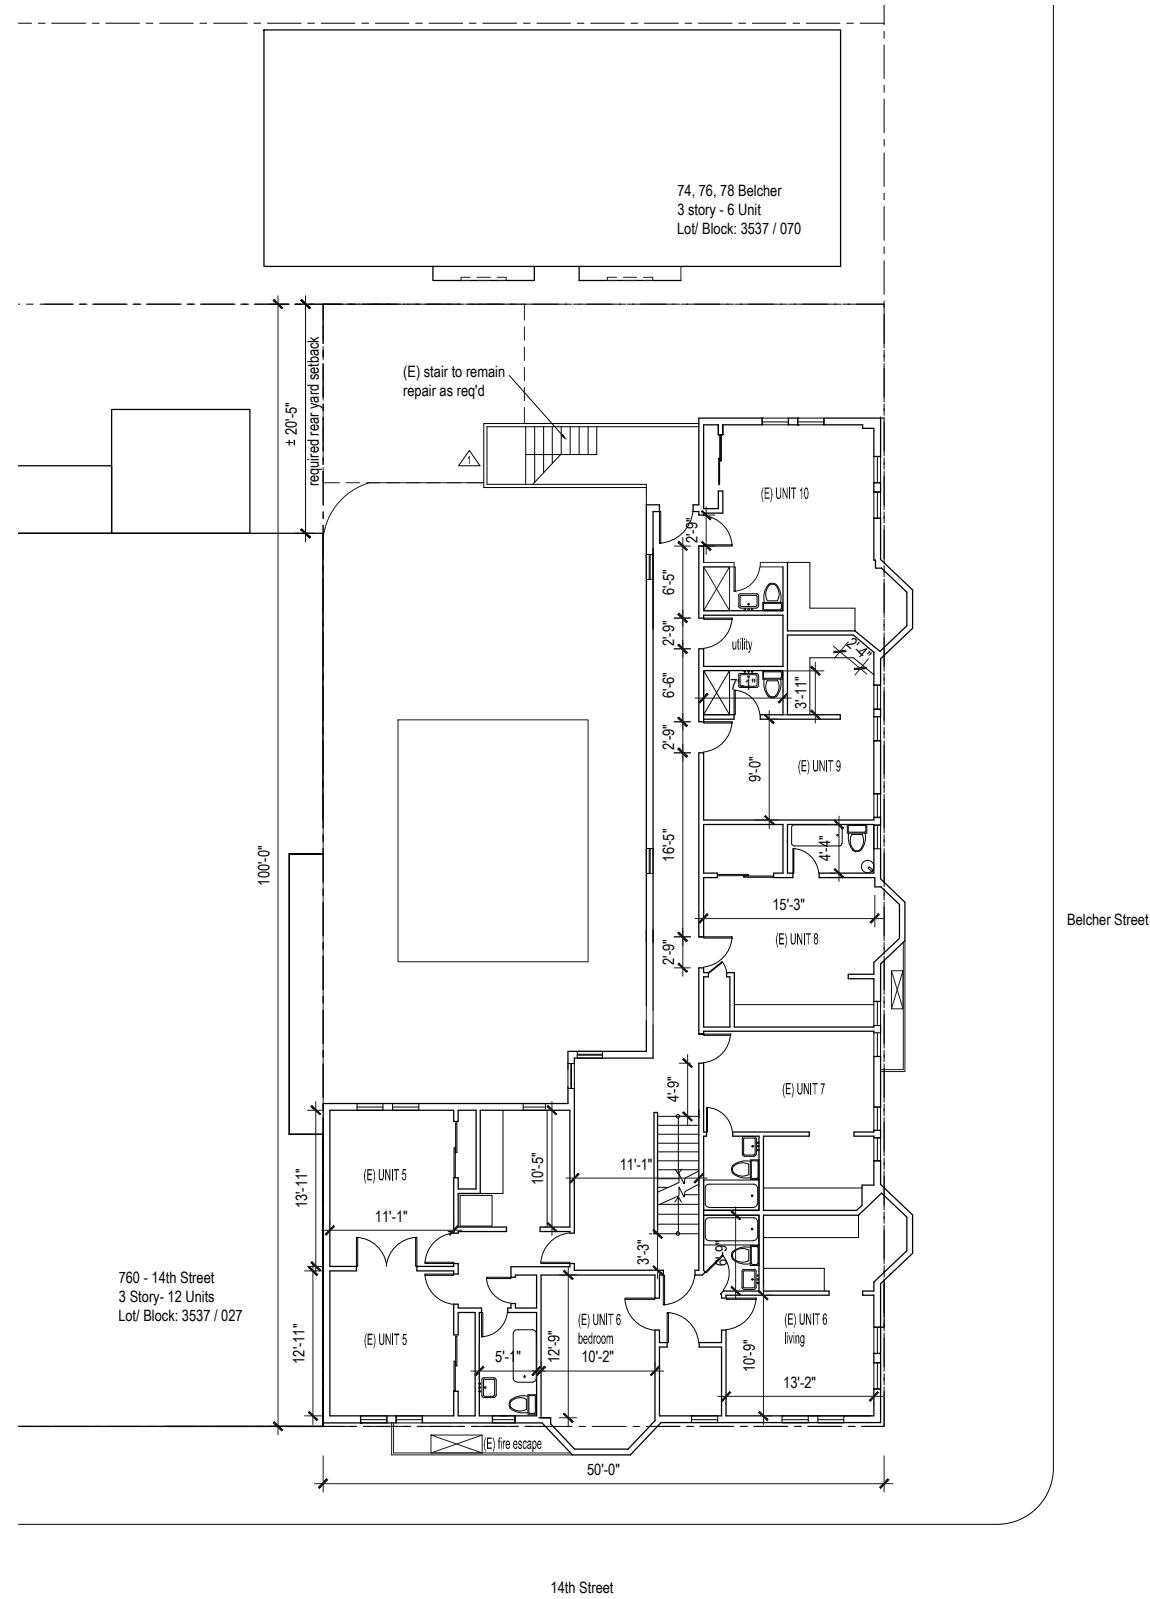 74, 76, 78 Belcher
3 story - 6 Unit
Lot/ Block: 3537 / 070
required rear yard setback
± 20'-5"
(E) stair to remain
repair as req'd
1
(E) UNIT 10
2'-9"
6'-5"
2'-9"
utility
2'-4"
6'-6"
3'-11"
2'-9"
9'-0"
(E) UNIT 9
16'-5"
4'-4"
100'-0"
15'-3"
Belcher Street
(E) UNIT 8
2'-9"
4'-9"
(E) UNIT 7
10'-5"
11'-1"
(E) UNIT 5
13'-11"
11'-1"
3'-3"
6'-9"
760 - 14th Street
3 Story- 12 Units
Lot/ Block: 3537 / 027
(E) UNIT 6
bedroom
(E) UNIT 6
living
(E) UNIT 5
12'-11"
5'-1"
12'-9"
10'-2"
10'-9"
13'-2"
(E) fire escape
50'-0"
14th Street